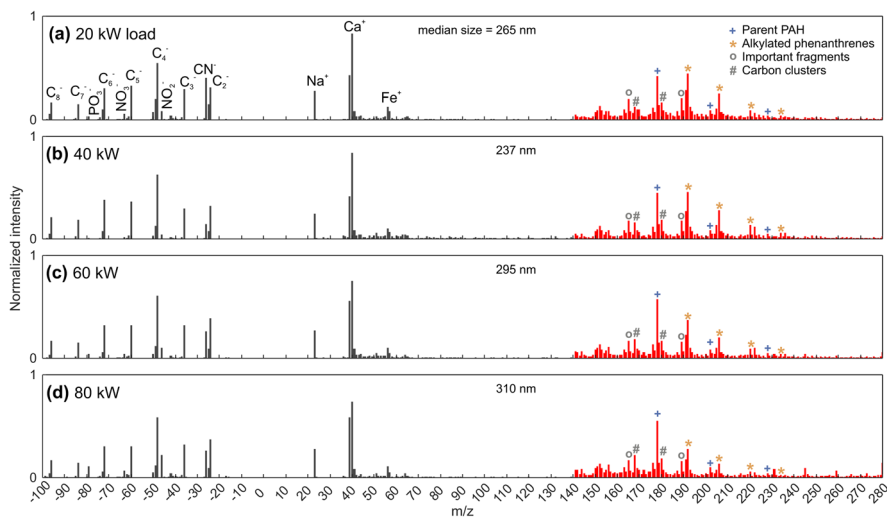 1
(a) 20 kW load
median size = 265 nm
Ca⁺
+ Parent PAH
* Alkylated phenanthrenes
o Important fragments
# Carbon clusters
C₈⁻ C₇⁻ PO₃⁻ C₆⁻ NO₃⁻ C₅⁻ C₄⁻ NO₂⁻ C₃⁻ CN⁻ C₂⁻ Na⁺ Fe⁺
o # + # o * + * * + *
0
1
(b) 40 kW
237 nm
o # + # o * + * * + *
0
1
(c) 60 kW
295 nm
o # + # o * + * * + *
0
1
(d) 80 kW
310 nm
o # + # o * + * * + *
0
Normalized intensity
-100 -90 -80 -70 -60 -50 -40 -30 -20 -10 0 10 20 30 40 50 60 70 80 90 100 110 120 130 140 140 150 160 170 180 190 200 210 220 230 240 250 260 270 280
m/z